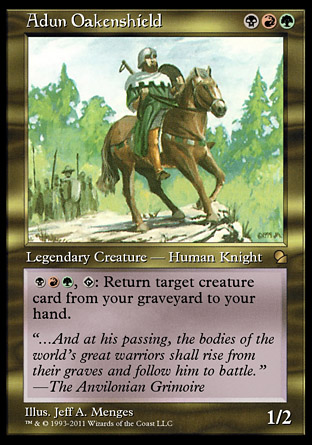 Adun Oakenshield
Legendary Creature — Human Knight
: Return target creature
card from your graveyard to your
hand.
“...And at his passing, the bodies of the
world's great warriors shall rise from
their graves and follow him to battle.”
—The Anvilonian Grimoire
Illus. Jeff A. Menges
™ & © 1993-2011 Wizards of the Coast LLC
1/2